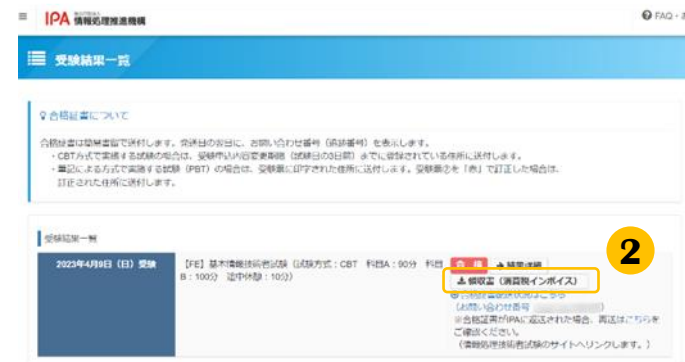 IPA 情報処理推進機構
FAQ・
受験結果一覧
合格証書について
合格証書は簡易書留で送付します。発送日の翌日に、お問い合わせ番号（追跡番号）を表示します。
・CBT方式で実施する試験の場合は、受験申込内容変更期限（試験日の3日前）までに登録されている住所に送付します。
・筆記による方式で実施する試験（PBT）の場合は、受験票に印字された住所に送付します。受験票②を「赤」で訂正した場合は、
訂正された住所に送付します。
受験結果一覧
2023年4月9日（日）受験
【FE】基本情報技術者試験（試験方式：CBT 科目A：90分 科目
B：100分 途中休憩：10分）
合 格
結果詳細
2
領収書（消費税インボイス）
（お問い合わせ番号
※合格証書がIPAに返送された場合、再送はこちらを
ご確認ください。
（情報処理技術者試験のサイトへリンクします。）